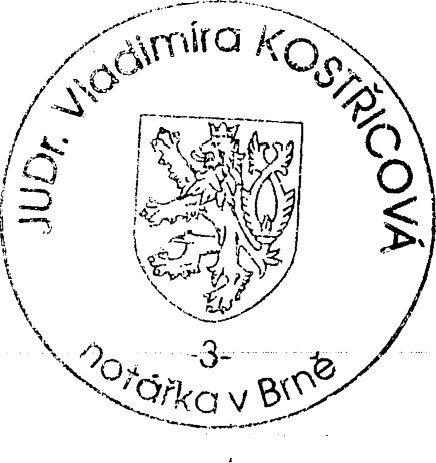 JUDr. Vladimíra KOSTŘICOVÁ
-3-
notářka v Brně